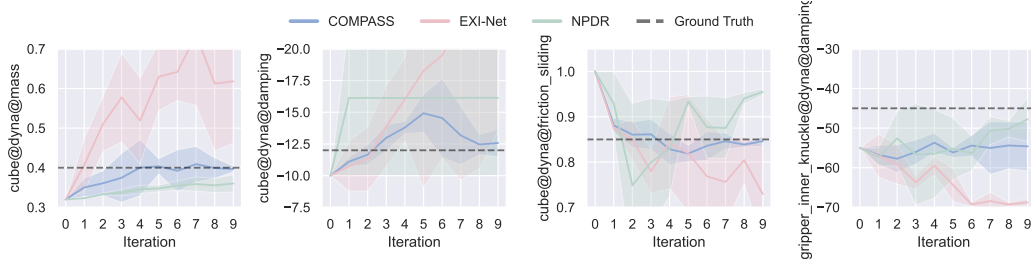 COMPASS EXI-Net NPDR Ground Truth
cube@dyna@mass
0.7
0.6
0.5
0.4
0.3
0 1 2 3 4 5 6 7 8 9
Iteration
cube@dyna@damping
−20.0
−17.5
−15.0
−12.5
−10.0
−7.5
0 1 2 3 4 5 6 7 8 9
Iteration
cube@dyna@friction_sliding
1.0
0.9
0.8
0.7
0 1 2 3 4 5 6 7 8 9
Iteration
gripper_inner_knuckle@dyna@damping
−30
−40
−50
−60
−70
0 1 2 3 4 5 6 7 8 9
Iteration